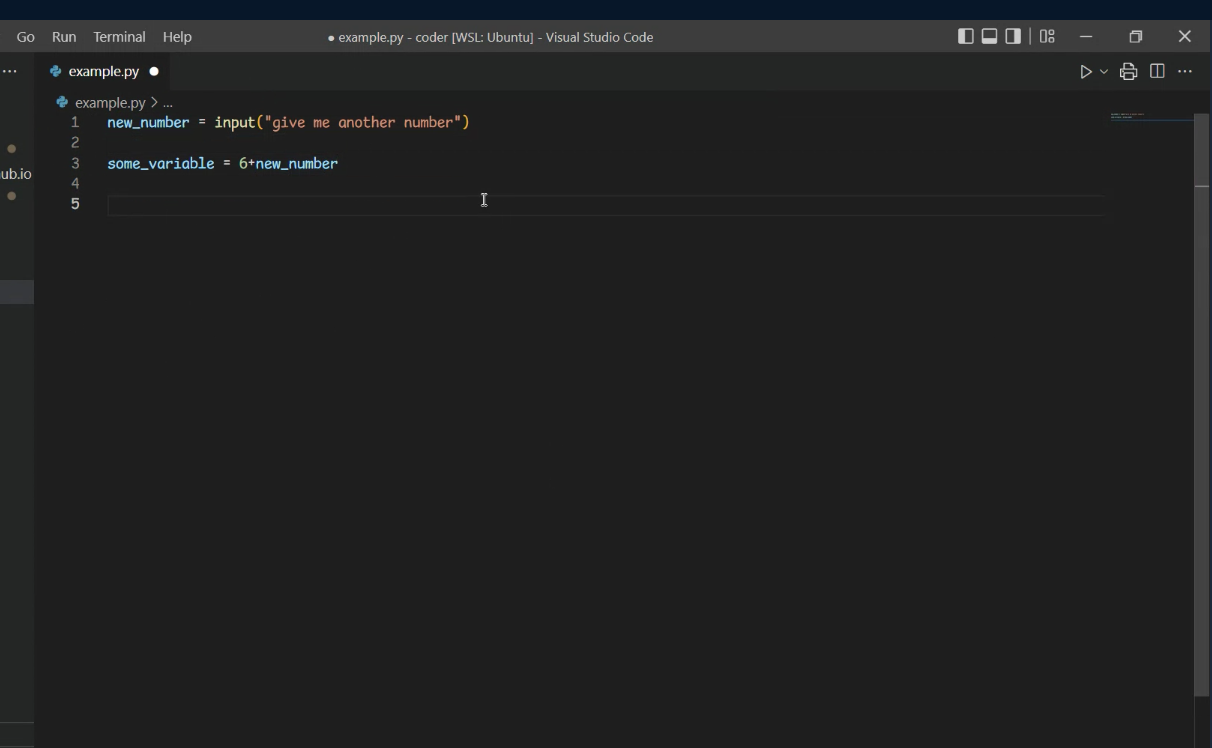 Go Run Terminal Help ● example.py - coder [WSL: Ubuntu] - Visual Studio Code
··· example.py ●
example.py > ...
1 new_number = input("give me another number")
2
3 some_variable = 6+new_number
ub.io
4
5